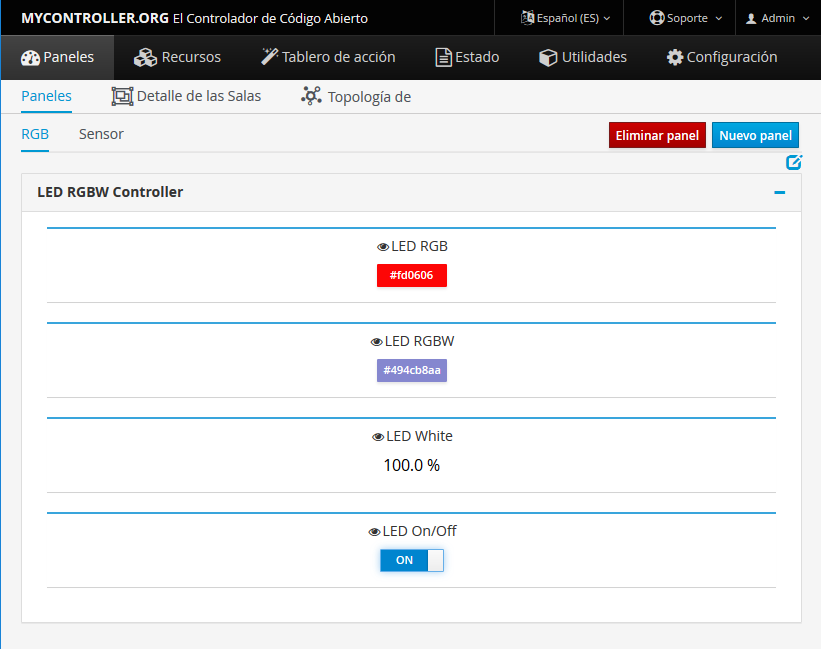 MYCONTROLLER.ORG El Controlador de Código Abierto Español (ES) Soporte Admin
Paneles Recursos Tablero de acción Estado Utilidades Configuración
Paneles Detalle de las Salas Topología de
RGB Sensor Eliminar panel Nuevo panel
LED RGBW Controller
LED RGB
#fd0606
LED RGBW
#494cb8aa
LED White
100.0 %
LED On/Off
ON